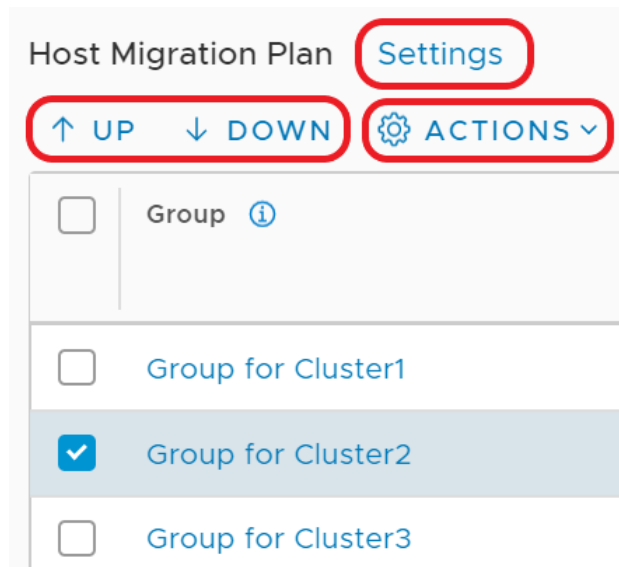 Host Migration Plan Settings
↑ UP ↓ DOWN ACTIONS
Group
Group for Cluster1
Group for Cluster2
Group for Cluster3